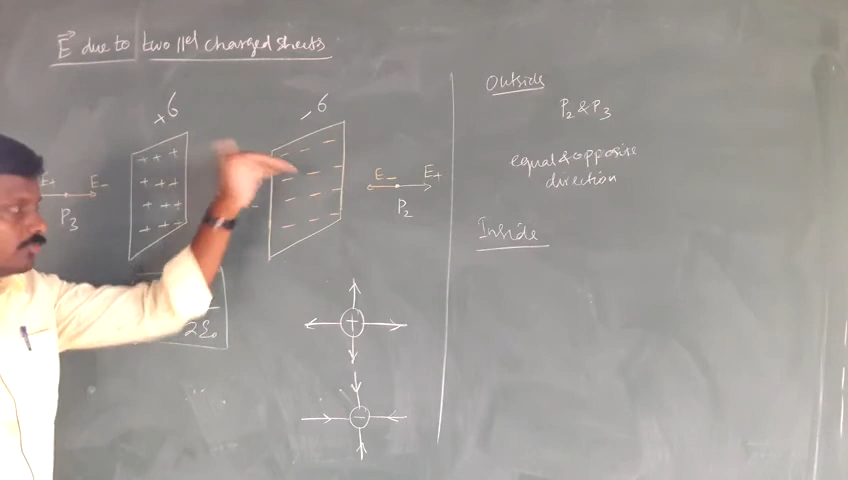 E⃗ due to two ||el charged sheets
+σ
-σ
E+ E-
P3
E- E+
P2
2ε₀
Outside
P2 & P3
equal & opposite
direction
Inside